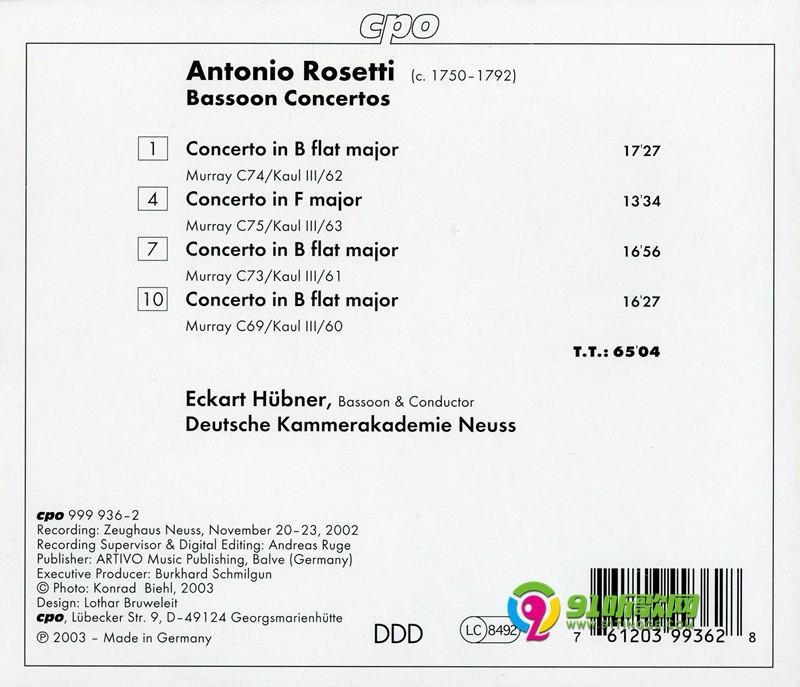 cpo
Antonio Rosetti (c. 1750–1792)
Bassoon Concertos
1 Concerto in B flat major 17'27
Murray C74/Kaul III/62
4 Concerto in F major 13'34
Murray C75/Kaul III/63
7 Concerto in B flat major 16'56
Murray C73/Kaul III/61
10 Concerto in B flat major 16'27
Murray C69/Kaul III/60
T.T.: 65'04
Eckart Hübner, Bassoon & Conductor
Deutsche Kammerakademie Neuss
cpo 999 936–2
Recording: Zeughaus Neuss, November 20–23, 2002
Recording Supervisor & Digital Editing: Andreas Ruge
Publisher: ARTIVO Music Publishing, Balve (Germany)
Executive Producer: Burkhard Schmilgun
© Photo: Konrad Biehl, 2003
Design: Lothar Bruweleit
cpo, Lübecker Str. 9, D–49124 Georgsmarienhütte
℗ 2003 – Made in Germany
DDD
LC 8492
91听歌网
7 61203 99362 8